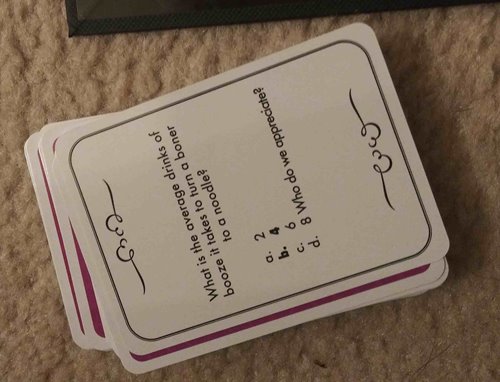 What is the average drinks of
booze it takes to turn a boner
to a noodle?
a. 2
b. 4
c. 6
d. 8 Who do we appreciate?